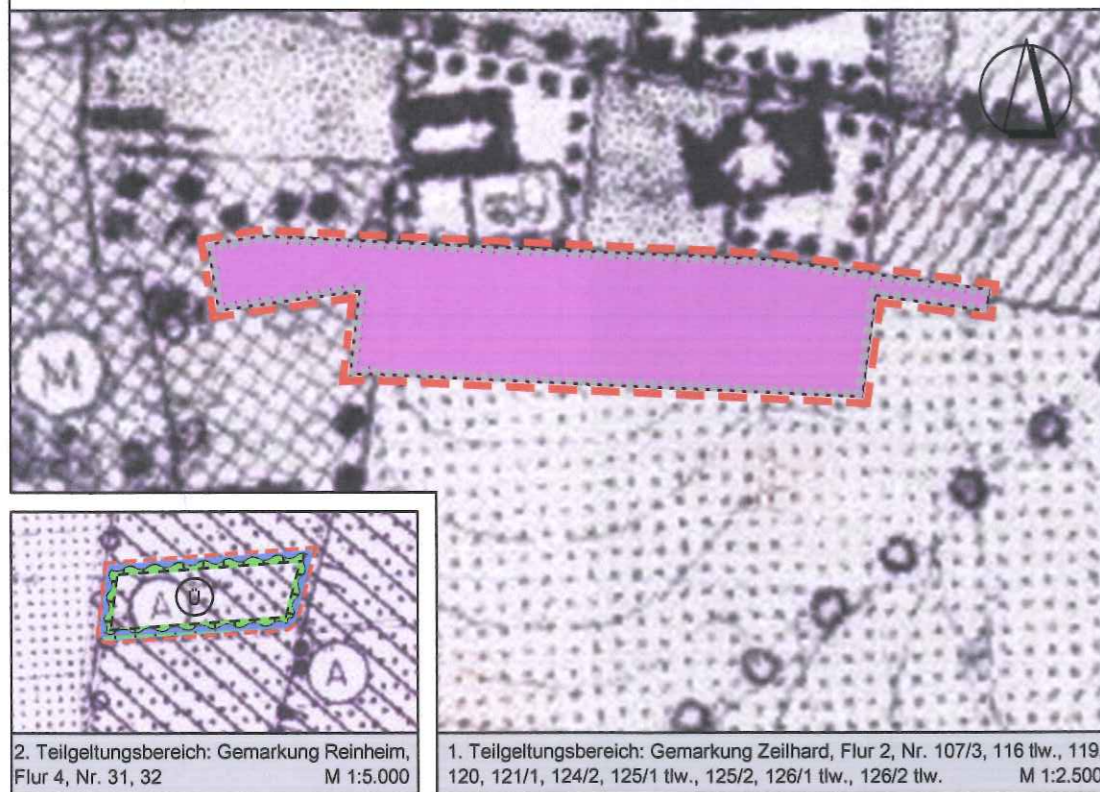 M
A
Ü
A
2. Teilgeltungsbereich: Gemarkung Reinheim,
Flur 4, Nr. 31, 32 M 1:5.000
1. Teilgeltungsbereich: Gemarkung Zeilhard, Flur 2, Nr. 107/3, 116 tlw., 119,
120, 121/1, 124/2, 125/1 tlw., 125/2, 126/1 tlw., 126/2 tlw. M 1:2.500